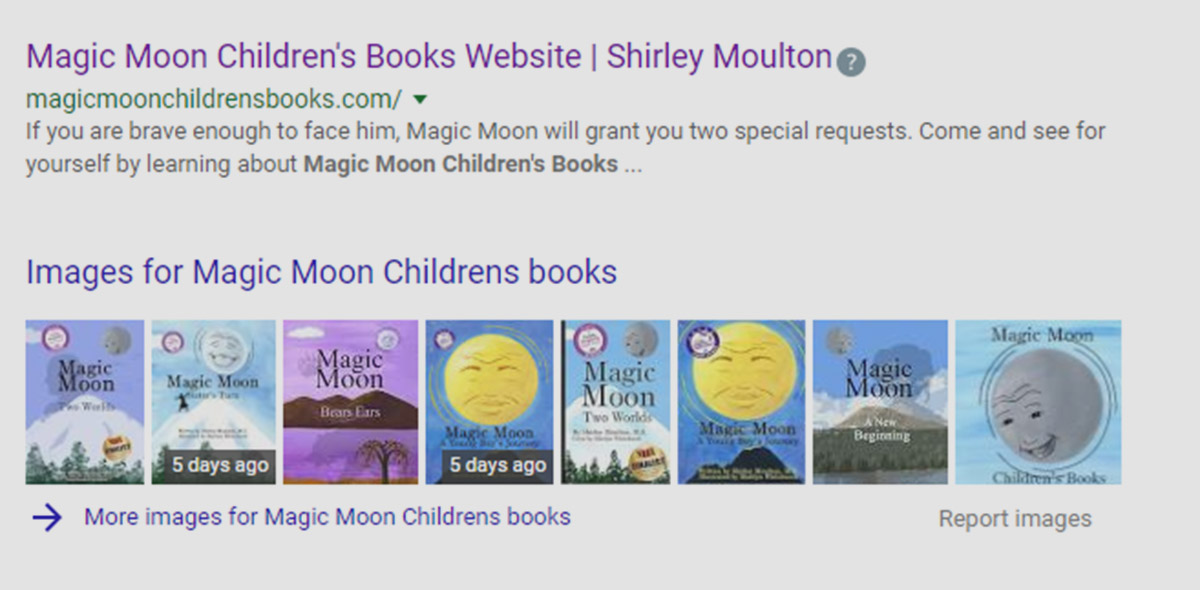 Magic Moon Children's Books Website | Shirley Moulton ?
magicmoonchildrensbooks.com/
If you are brave enough to face him, Magic Moon will grant you two special requests. Come and see for
yourself by learning about Magic Moon Children's Books ...
Images for Magic Moon Childrens books
Magic
Moon
Two Worlds
Magic Moon
5 days ago
Magic
Moon
Bears Ears
Magic Moon
A Young Boy's Journey
5 days ago
Magic
Moon
Two Worlds
Magic Moon
A Young Boy's Journey
Magic
Moon
A New
Beginning
Magic Moon
Children's Books
More images for Magic Moon Childrens books
Report images